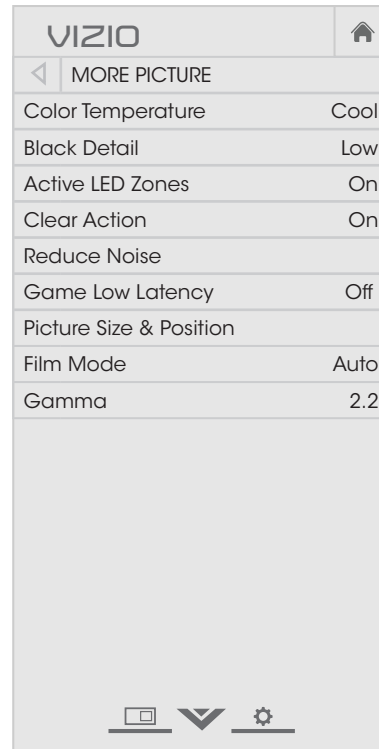 VIZIO
MORE PICTURE
Color Temperature Cool
Black Detail Low
Active LED Zones On
Clear Action On
Reduce Noise
Game Low Latency Off
Picture Size & Position
Film Mode Auto
Gamma 2.2